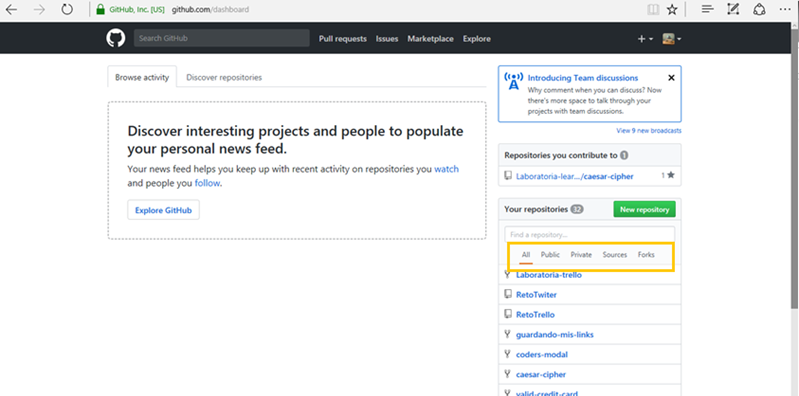 GitHub, Inc. [US] github.com/dashboard
Search GitHub Pull requests Issues Marketplace Explore
Browse activity Discover repositories
Discover interesting projects and people to populate
your personal news feed.
Your news feed helps you keep up with recent activity on repositories you watch
and people you follow.
Explore GitHub
Introducing Team discussions
Why comment when you can discuss? Now
there's more space to talk through your
projects with team discussions.
View 9 new broadcasts
Repositories you contribute to 1
Laboratoria-lear.../caesar-cipher 1
Your repositories 32 New repository
Find a repository...
All Public Private Sources Forks
Laboratoria-trello
RetoTwiter
RetoTrello
guardando-mis-links
coders-modal
caesar-cipher
valid-credit-card